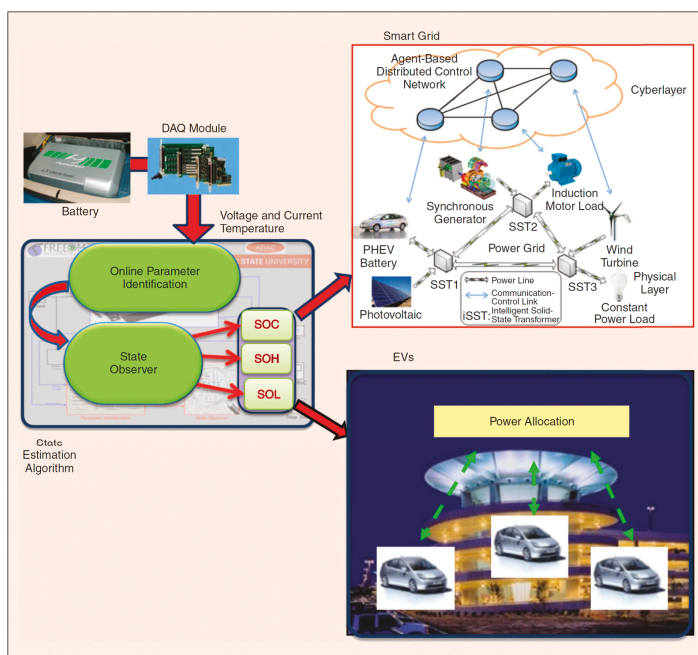 Smart Grid
Agent-Based
Distributed Control
Network
Cyberlayer
DAQ Module
Battery
Voltage and Current
Temperature
Synchronous
Generator
SST2
Induction
Motor Load
PHEV
Battery
Power Grid
Wind
Turbine
SST1
SST3
Physical
Layer
Photovoltaic
Constant
Power Load
Power Line
Communication-
Control Link
iSST: Intelligent Solid-
State Transformer
STATE UNIVERSITY
Online Parameter
Identification
State
Observer
SOC
SOH
SOL
State
Estimation
Algorithm
EVs
Power Allocation